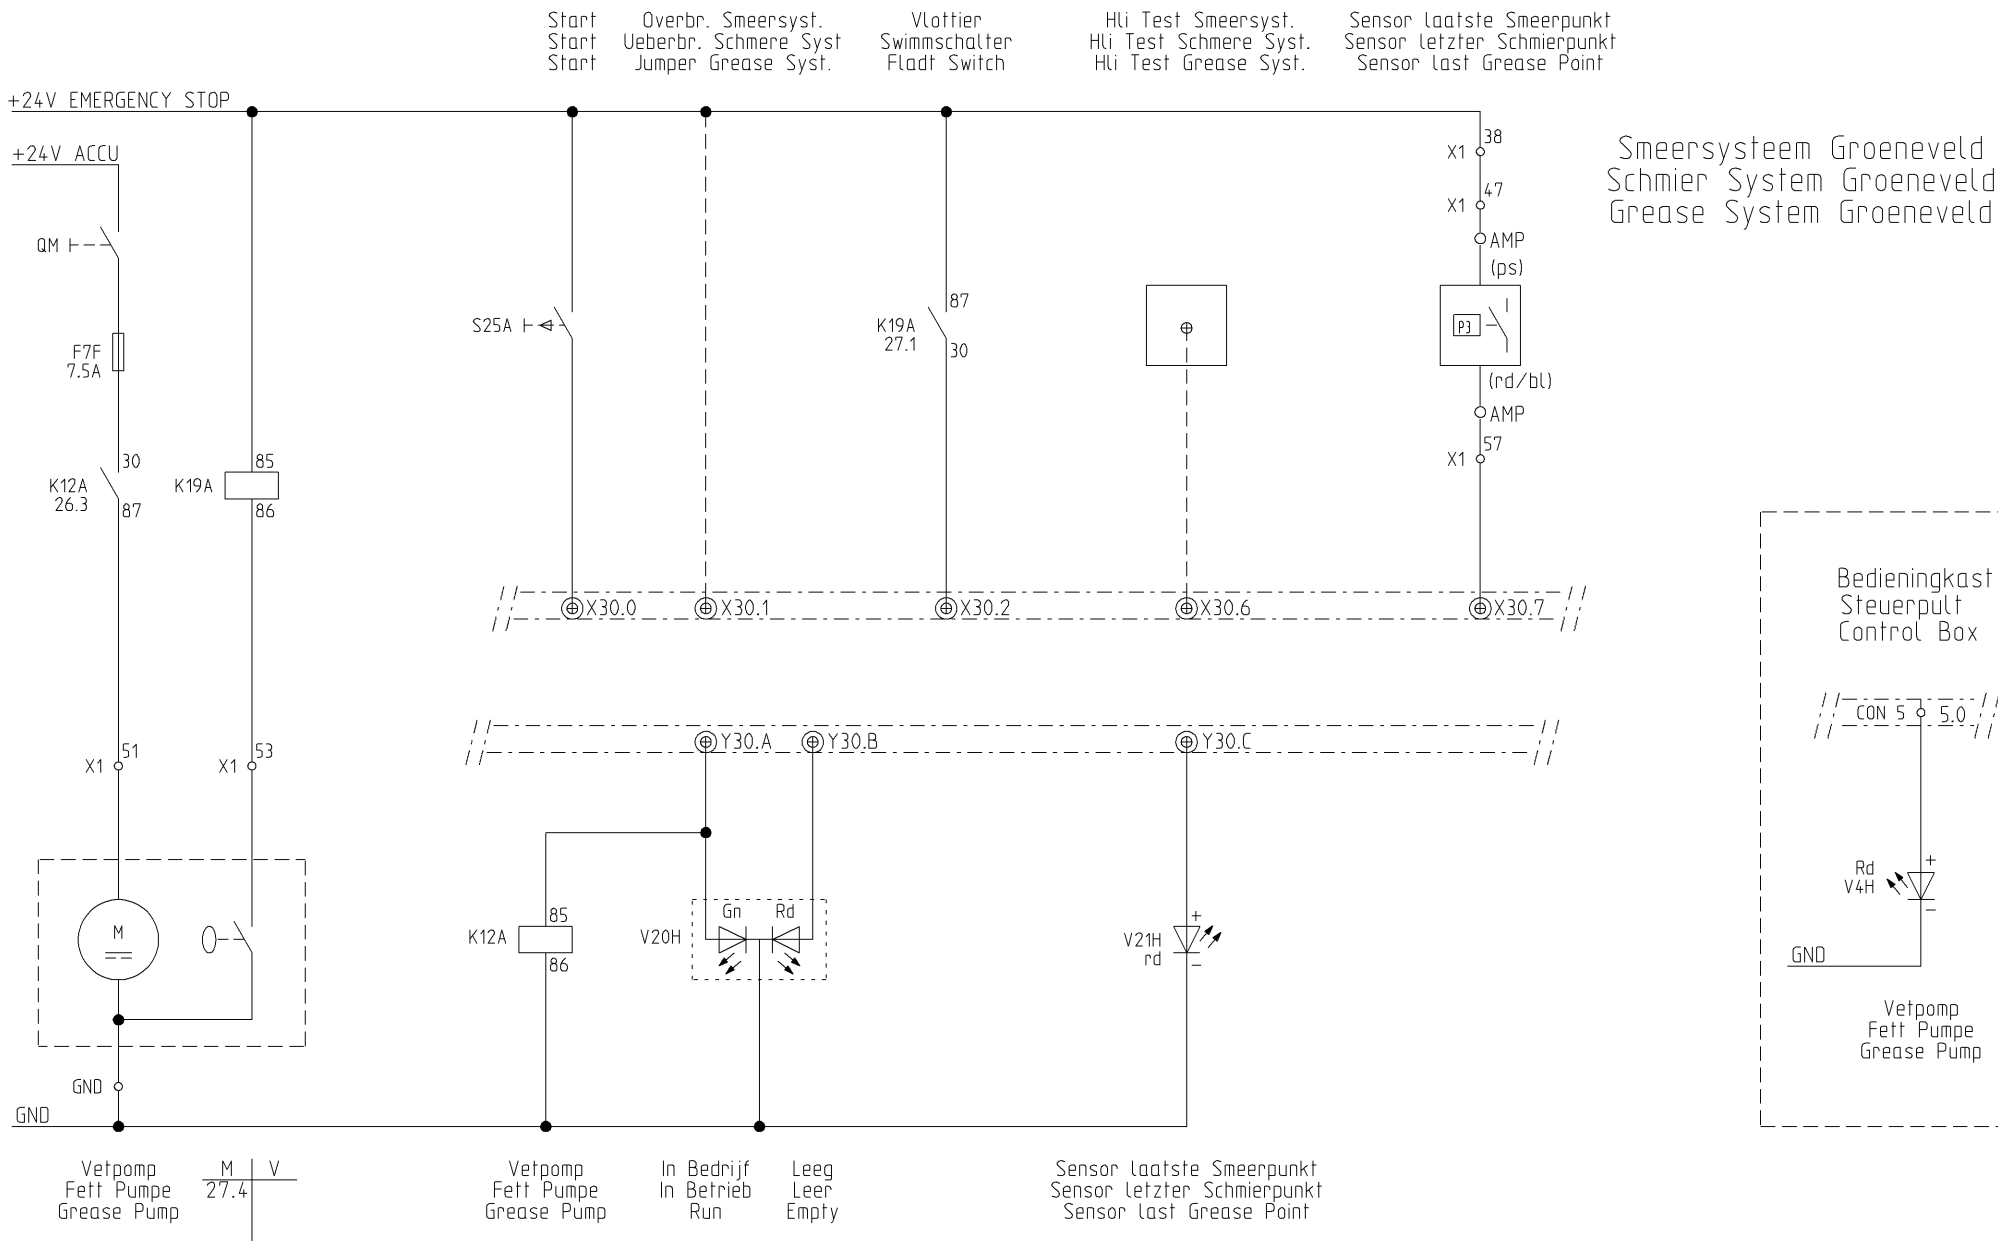 Start
Start
Start
Overbr. Smeersyst.
Ueberbr. Schmere Syst
Jumper Grease Syst.
Vlottier
Swimmschalter
Fladt Switch
Hli Test Smeersyst.
Hli Test Schmere Syst.
Hli Test Grease Syst.
Sensor laatste Smeerpunkt
Sensor letzter Schmierpunkt
Sensor last Grease Point
+24V EMERGENCY STOP
+24V ACCU
Smeersysteem Groeneveld
Schmier System Groeneveld
Grease System Groeneveld
38
X1
47
X1
AMP
(ps)
P3
(rd/bl)
AMP
57
X1
QM
F7F
7.5A
30
K12A
26.3
87
85
K19A
86
S25A
87
K19A
27.1
30
X30.0
X30.1
X30.2
X30.6
X30.7
Bedieningkast
Steuerpult
Control Box
CON 5
5.0
Y30.A
Y30.B
Y30.C
51
X1
53
X1
M
85
K12A
86
Gn
Rd
V20H
+
V21H
rd
-
+
Rd
V4H
-
GND
Vetpomp
Fett Pumpe
Grease Pump
GND
GND
Vetpomp
Fett Pumpe
Grease Pump
M V
27.4
Vetpomp
Fett Pumpe
Grease Pump
In Bedrijf
In Betrieb
Run
Leeg
Leer
Empty
Sensor laatste Smeerpunkt
Sensor letzter Schmierpunkt
Sensor last Grease Point